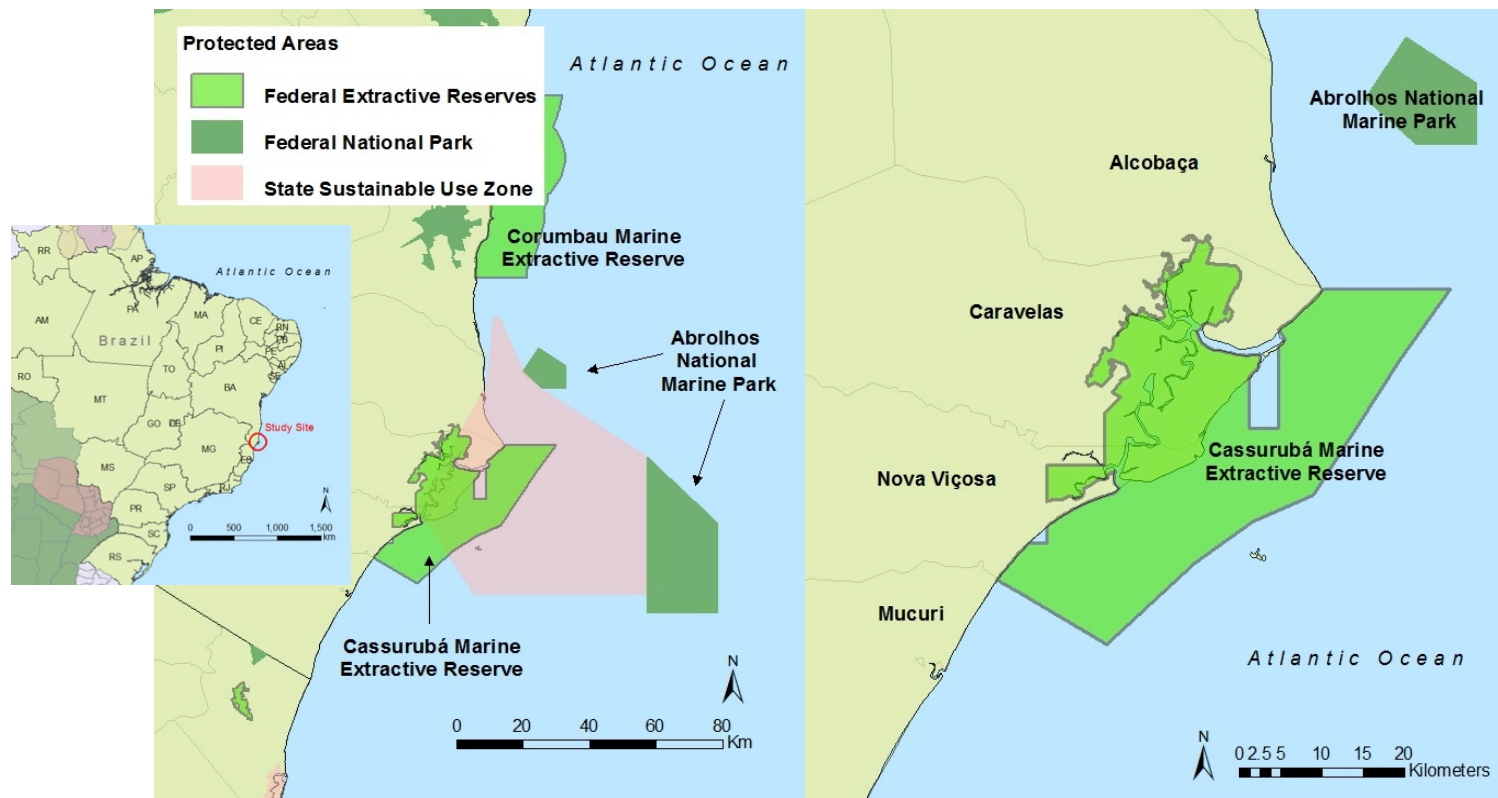 Protected Areas
Federal Extractive Reserves
Federal National Park
State Sustainable Use Zone
Atlantic Ocean
Corumbau Marine
Extractive Reserve
Abrolhos
National
Marine Park
Cassurubá Marine
Extractive Reserve
N
0 20 40 60 80
Km
RR
AP
Atlantic Ocean
AM
PA
MA
CE
RN
Brazil
PI
PE
RO
TO
AL
SE
MT
BA
GO
Study Site
MG
MS
ES
SP
RJ
PR
SC
RS
N
0 500 1,000 1,500
km
Abrolhos National
Marine Park
Alcobaça
Caravelas
Cassurubá Marine
Extractive Reserve
Nova Viçosa
Mucuri
Atlantic Ocean
N
0 2.5 5 10 15 20
Kilometers